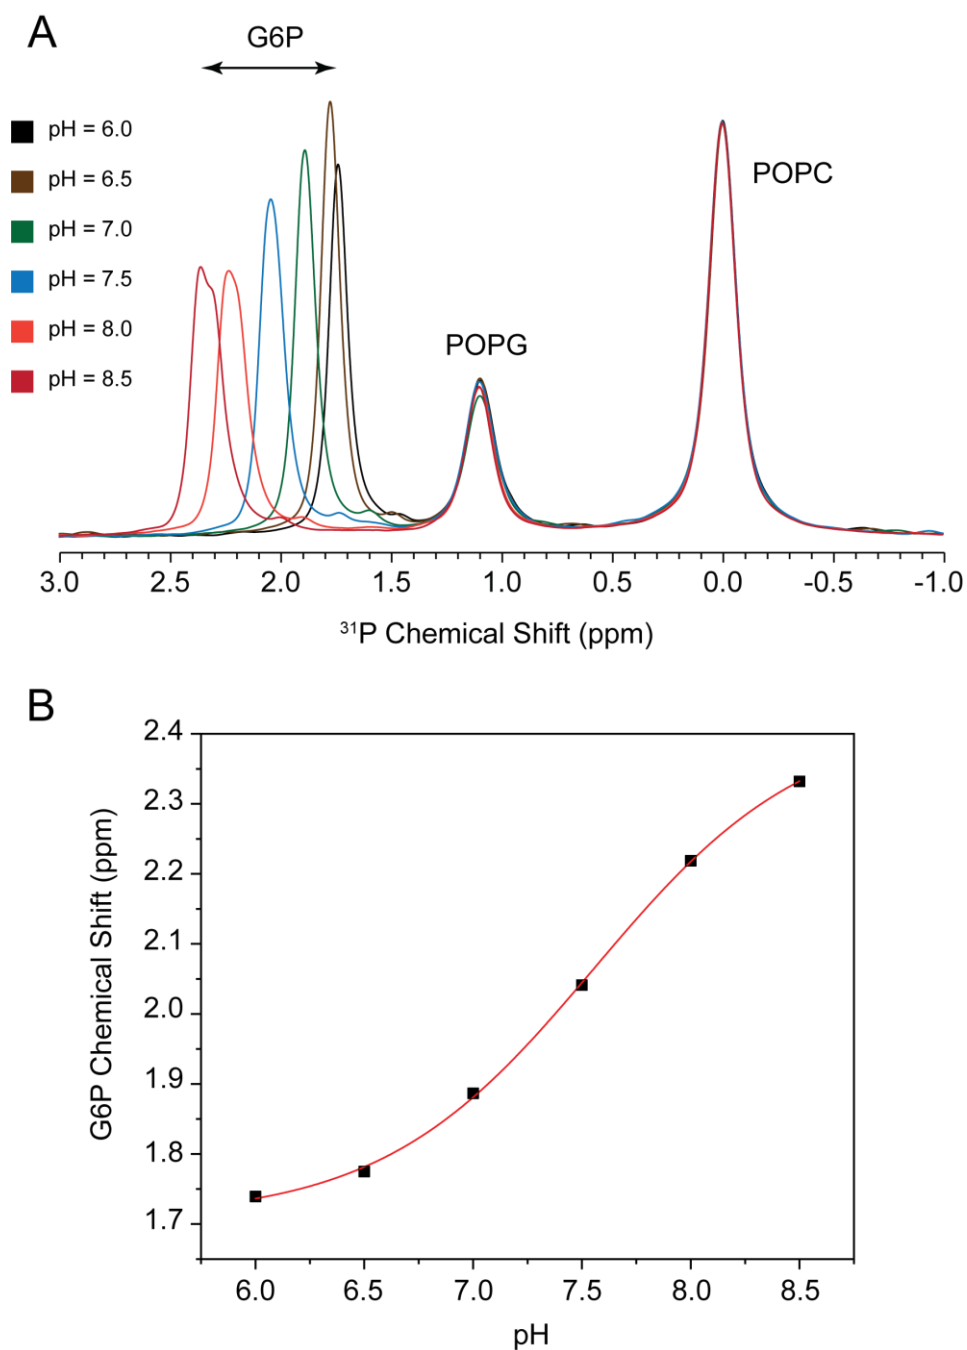 A
G6P
pH = 6.0
pH = 6.5
pH = 7.0
pH = 7.5
pH = 8.0
pH = 8.5
POPC
POPG
3.0 2.5 2.0 1.5 1.0 0.5 0.0 -0.5 -1.0
³¹P Chemical Shift (ppm)
B
2.4
2.3
2.2
2.1
2.0
1.9
1.8
1.7
G6P Chemical Shift (ppm)
6.0 6.5 7.0 7.5 8.0 8.5
pH